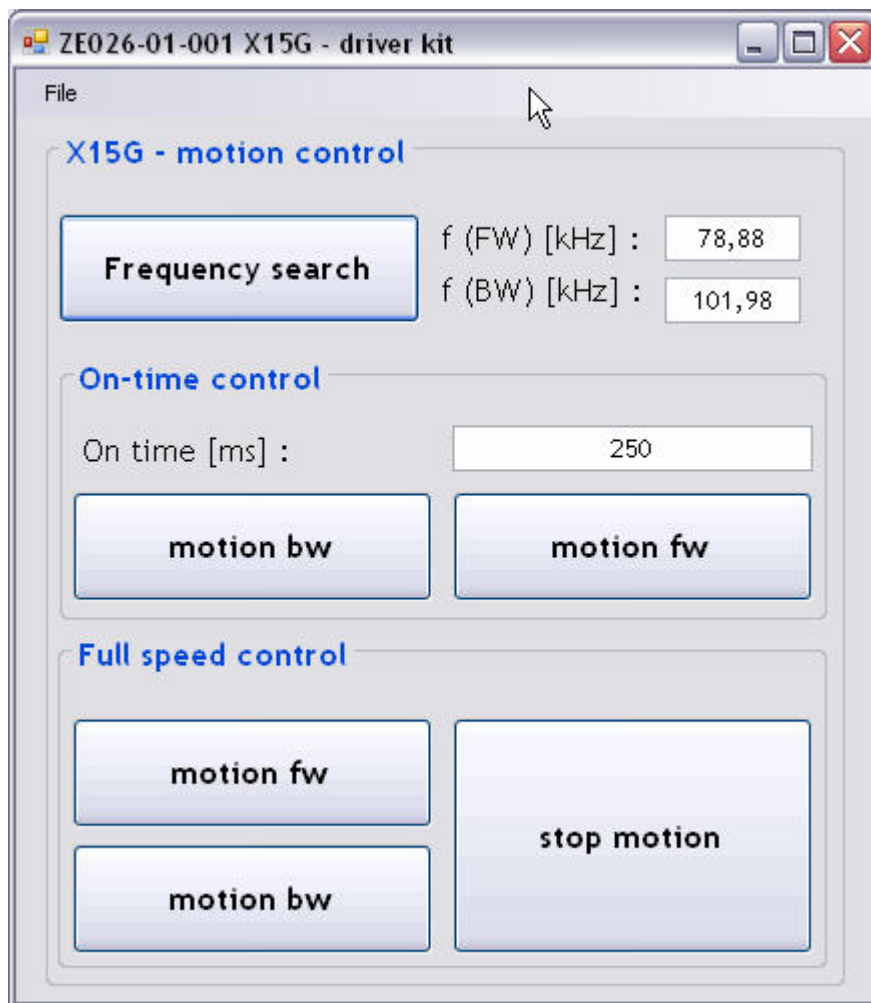 ZE026-01-001 X15G - driver kit
File
X15G - motion control
Frequency search
f (FW) [kHz] : 78,88
f (BW) [kHz] : 101,98
On-time control
On time [ms] : 250
motion bw motion fw
Full speed control
motion fw
stop motion
motion bw